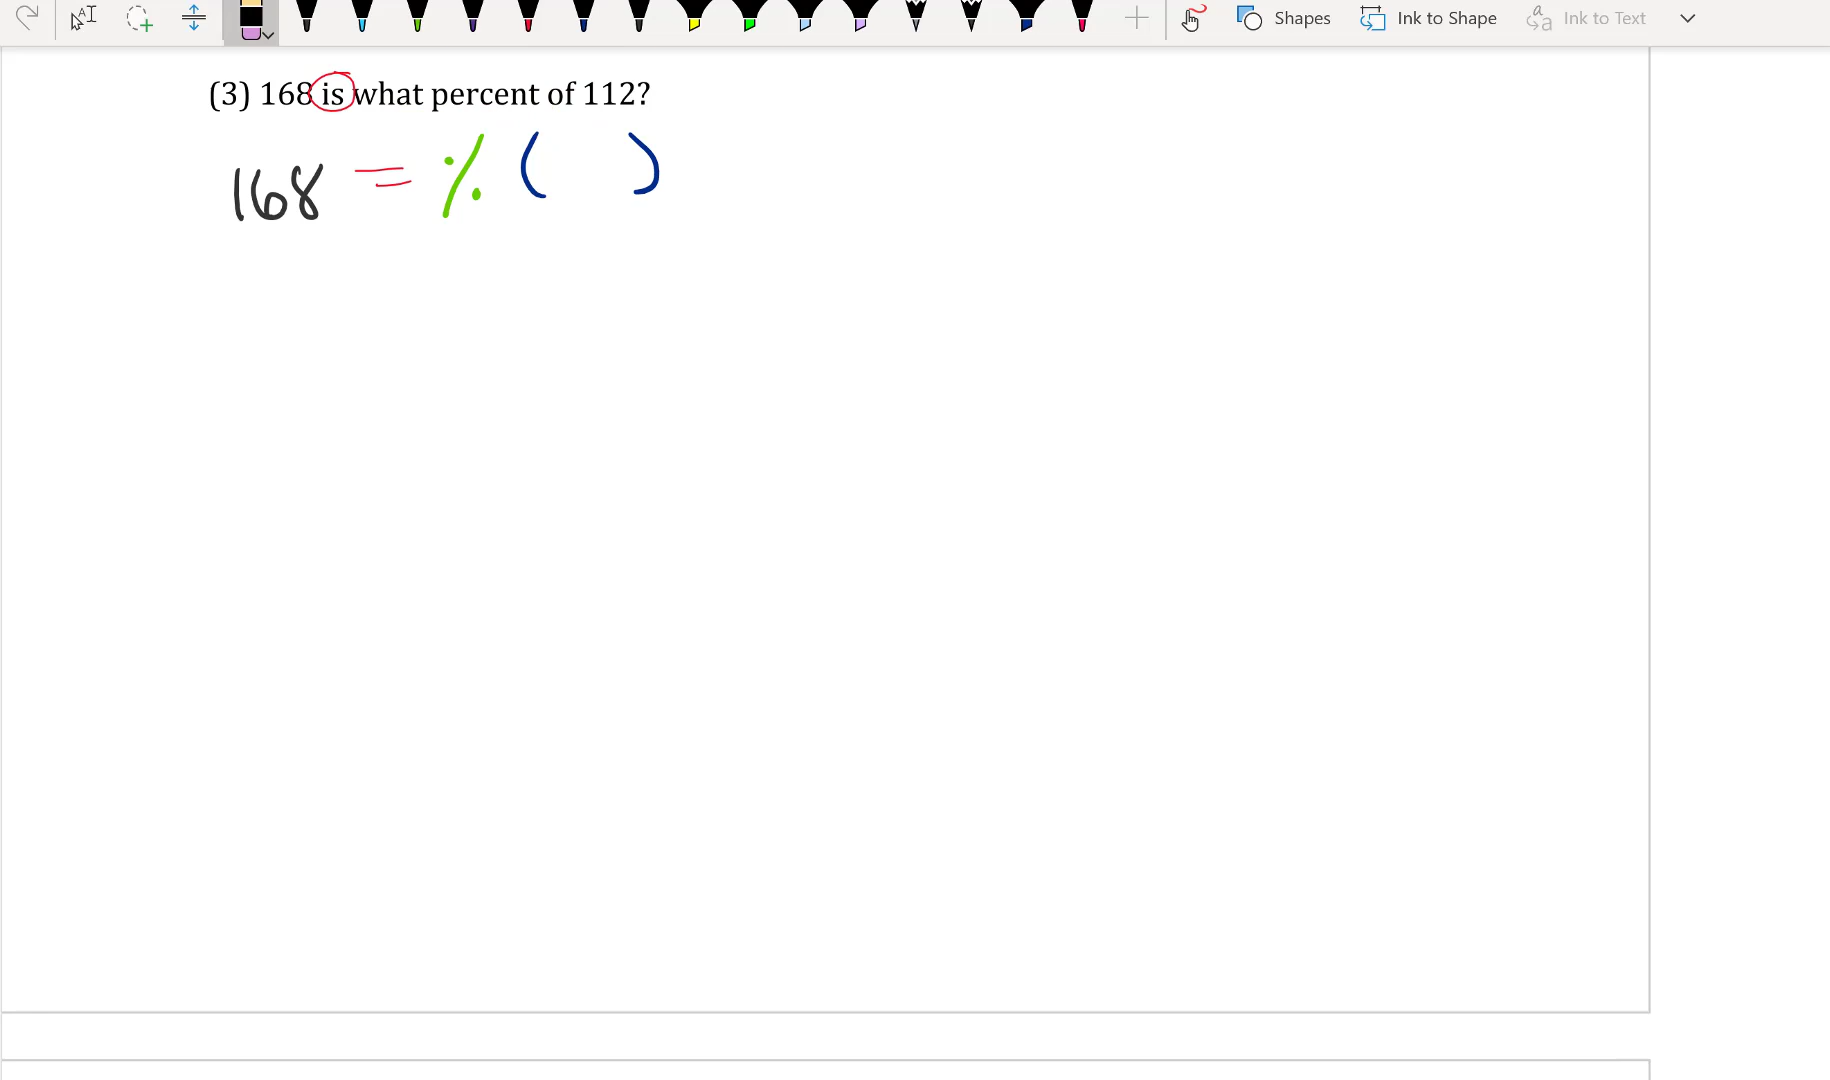 Shapes Ink to Shape Ink to Text
(3) 168 is what percent of 112?
168 = % ( )